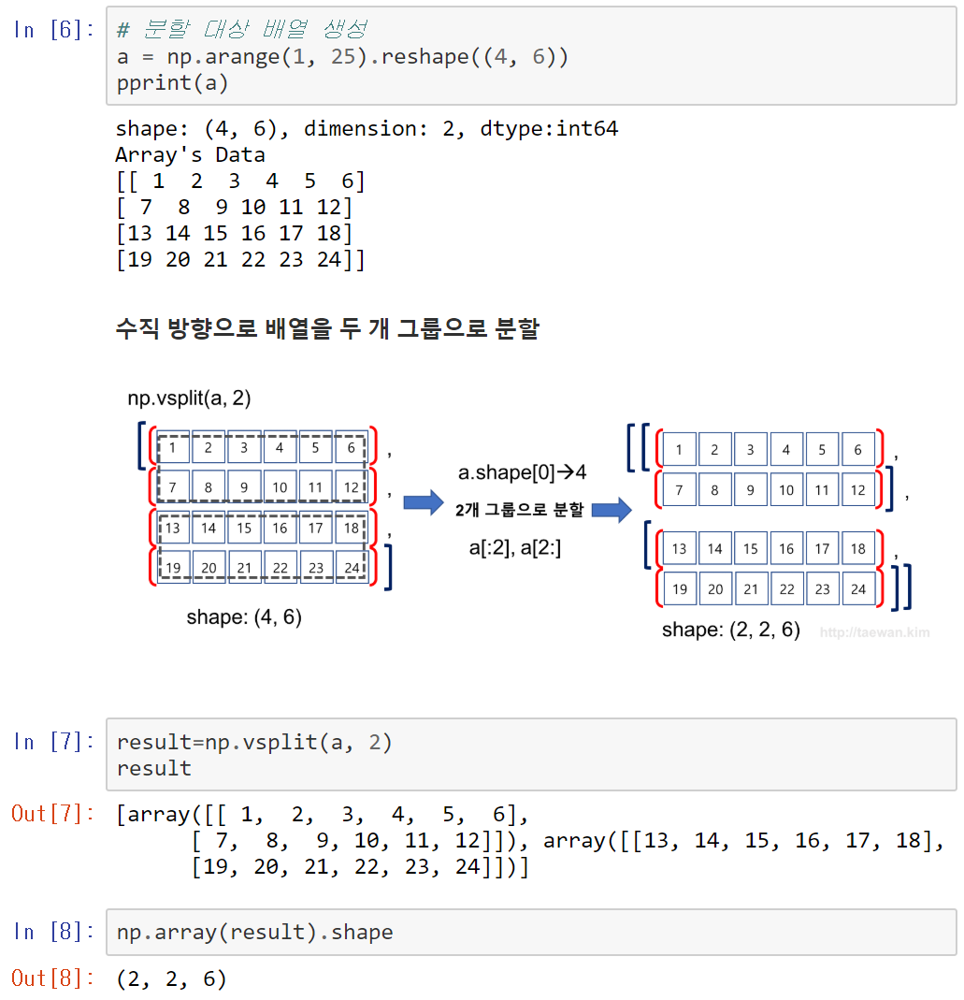 In [6]:
# 분할 대상 배열 생성
a = np.arange(1, 25).reshape((4, 6))
pprint(a)
shape: (4, 6), dimension: 2, dtype:int64
Array's Data
[[ 1  2  3  4  5  6]
[ 7  8  9 10 11 12]
[13 14 15 16 17 18]
[19 20 21 22 23 24]]
수직 방향으로 배열을 두 개 그룹으로 분할
np.vsplit(a, 2)
[[ 1 2 3 4 5 6 ] ,
[ 7 8 9 10 11 12 ] ,
[ 13 14 15 16 17 18 ] ,
[ 19 20 21 22 23 24 ]]
shape: (4, 6)
a.shape[0]→4
2개 그룹으로 분할
a[:2], a[2:]
[[[ 1 2 3 4 5 6 ] ,
[ 7 8 9 10 11 12 ]] ,
[[ 13 14 15 16 17 18 ] ,
[ 19 20 21 22 23 24 ]]]
shape: (2, 2, 6)
http://taewan.kim
In [7]:
result=np.vsplit(a, 2)
result
Out[7]:
[array([[ 1,  2,  3,  4,  5,  6],
[ 7,  8,  9, 10, 11, 12]]), array([[13, 14, 15, 16, 17, 18],
[19, 20, 21, 22, 23, 24]])]
In [8]:
np.array(result).shape
Out[8]:
(2, 2, 6)